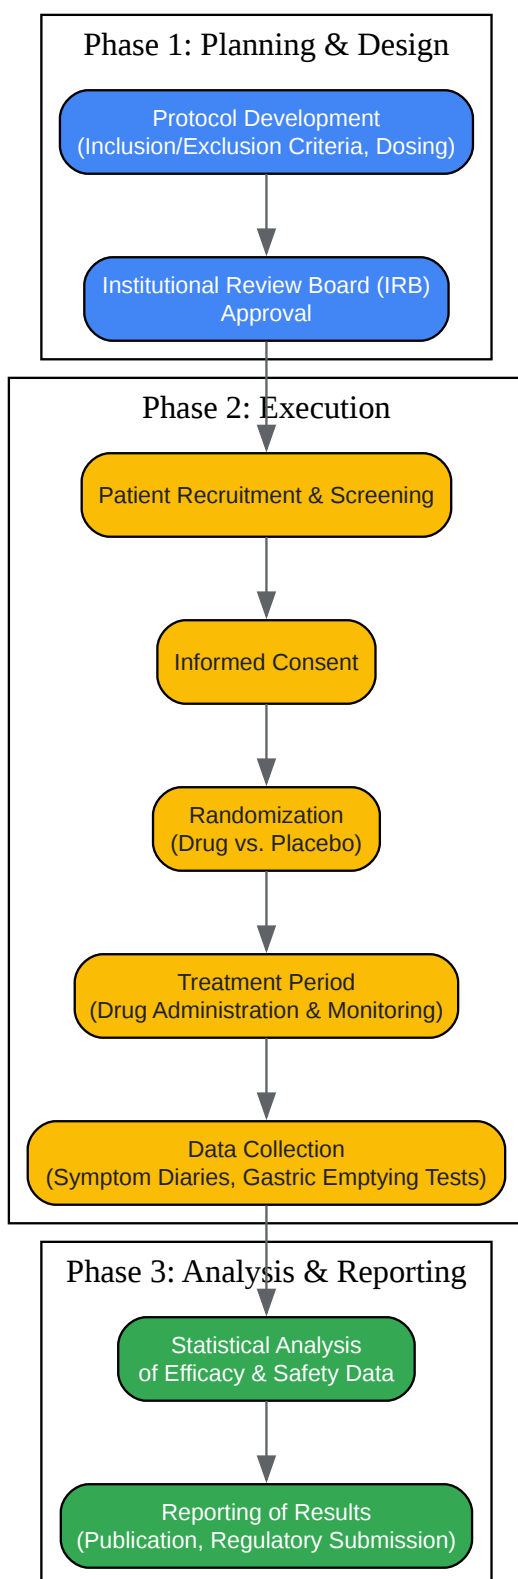 Phase 1: Planning & Design
Protocol Development
(Inclusion/Exclusion Criteria, Dosing)
Institutional Review Board (IRB)
Approval
Phase 2: Execution
Patient Recruitment & Screening
Informed Consent
Randomization
(Drug vs. Placebo)
Treatment Period
(Drug Administration & Monitoring)
Data Collection
(Symptom Diaries, Gastric Emptying Tests)
Phase 3: Analysis & Reporting
Statistical Analysis
of Efficacy & Safety Data
Reporting of Results
(Publication, Regulatory Submission)